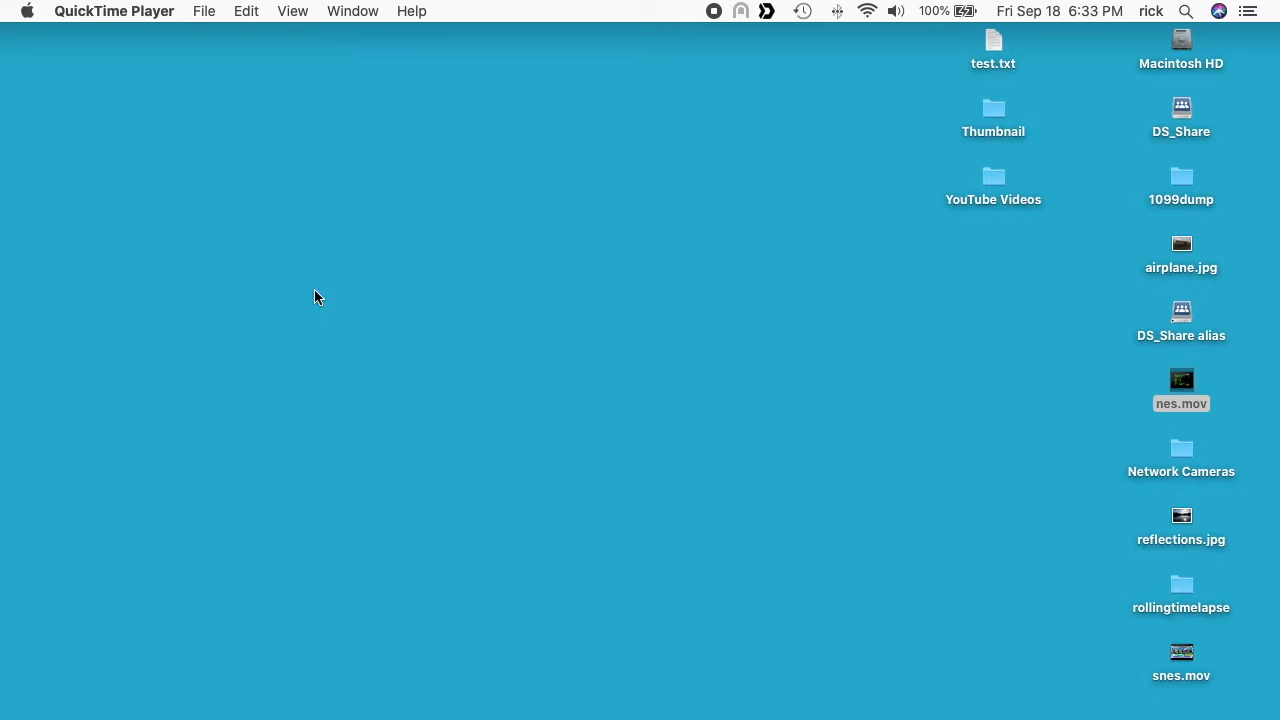 QuickTime Player File Edit View Window Help 100% Fri Sep 18 6:33 PM rick
test.txt
Macintosh HD
Thumbnail
DS_Share
YouTube Videos
1099dump
airplane.jpg
DS_Share alias
nes.mov
Network Cameras
reflections.jpg
rollingtimelapse
snes.mov